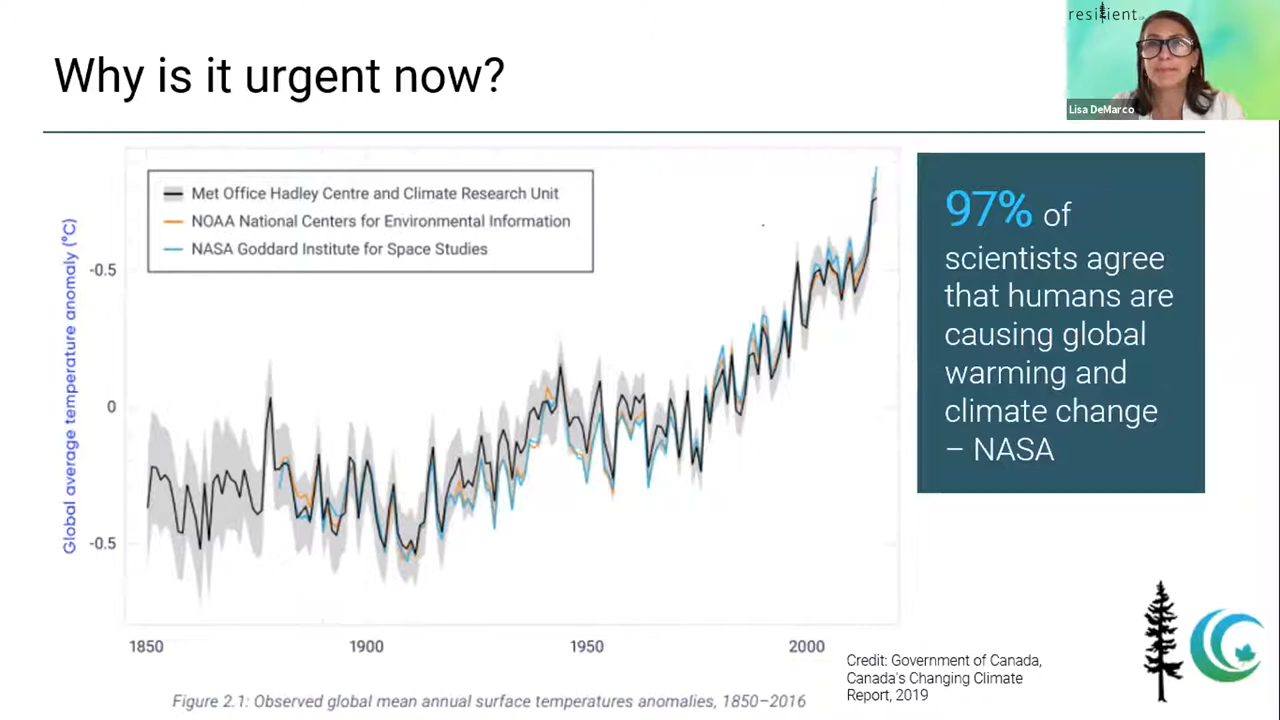 resilient
Why is it urgent now?
Lisa DeMarco
Met Office Hadley Centre and Climate Research Unit
NOAA National Centers for Environmental Information
NASA Goddard Institute for Space Studies
Global average temperature anomaly (°C)
-0.5
0
-0.5
1850
1900
1950
2000
97% of
scientists agree
that humans are
causing global
warming and
climate change
– NASA
Figure 2.1: Observed global mean annual surface temperatures anomalies, 1850–2016
Credit: Government of Canada,
Canada's Changing Climate
Report, 2019